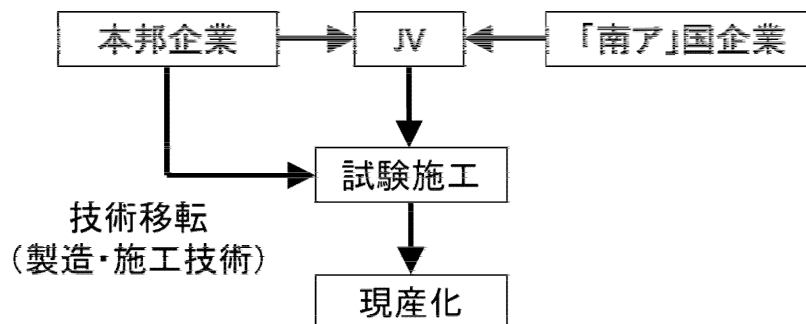 本邦企業
JV
「南ア」国企業
試験施工
技術移転
(製造・施工技術)
現産化